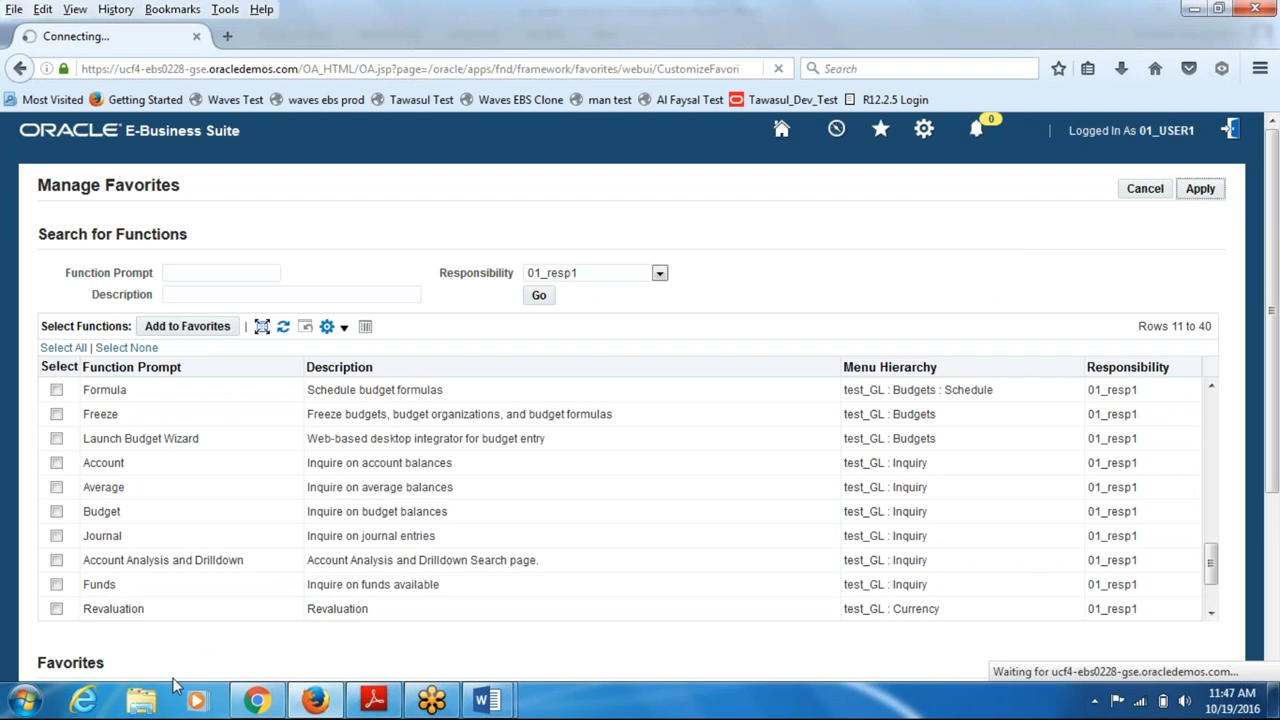 File Edit View History Bookmarks Tools Help
Connecting...
https://ucf4-ebs0228-gse.oracledemos.com/OA_HTML/OA.jsp?page=/oracle/apps/fnd/framework/favorites/webui/CustomizeFavori Search
Most Visited Getting Started Waves Test waves ebs prod Tawasul Test Waves EBS Clone man test Al Faysal Test Tawasul_Dev_Test R12.2.5 Login
ORACLE E-Business Suite 0 Logged In As 01_USER1
Manage Favorites Cancel Apply
Search for Functions
Function Prompt Responsibility 01_resp1
Description Go
Select Functions: Add to Favorites Rows 11 to 40
Select All | Select None
Select Function Prompt Description Menu Hierarchy Responsibility
Formula Schedule budget formulas test_GL : Budgets : Schedule 01_resp1
Freeze Freeze budgets, budget organizations, and budget formulas test_GL : Budgets 01_resp1
Launch Budget Wizard Web-based desktop integrator for budget entry test_GL : Budgets 01_resp1
Account Inquire on account balances test_GL : Inquiry 01_resp1
Average Inquire on average balances test_GL : Inquiry 01_resp1
Budget Inquire on budget balances test_GL : Inquiry 01_resp1
Journal Inquire on journal entries test_GL : Inquiry 01_resp1
Account Analysis and Drilldown Account Analysis and Drilldown Search page. test_GL : Inquiry 01_resp1
Funds Inquire on funds available test_GL : Inquiry 01_resp1
Revaluation Revaluation test_GL : Currency 01_resp1
Favorites
Waiting for ucf4-ebs0228-gse.oracledemos.com...
11:47 AM
10/19/2016